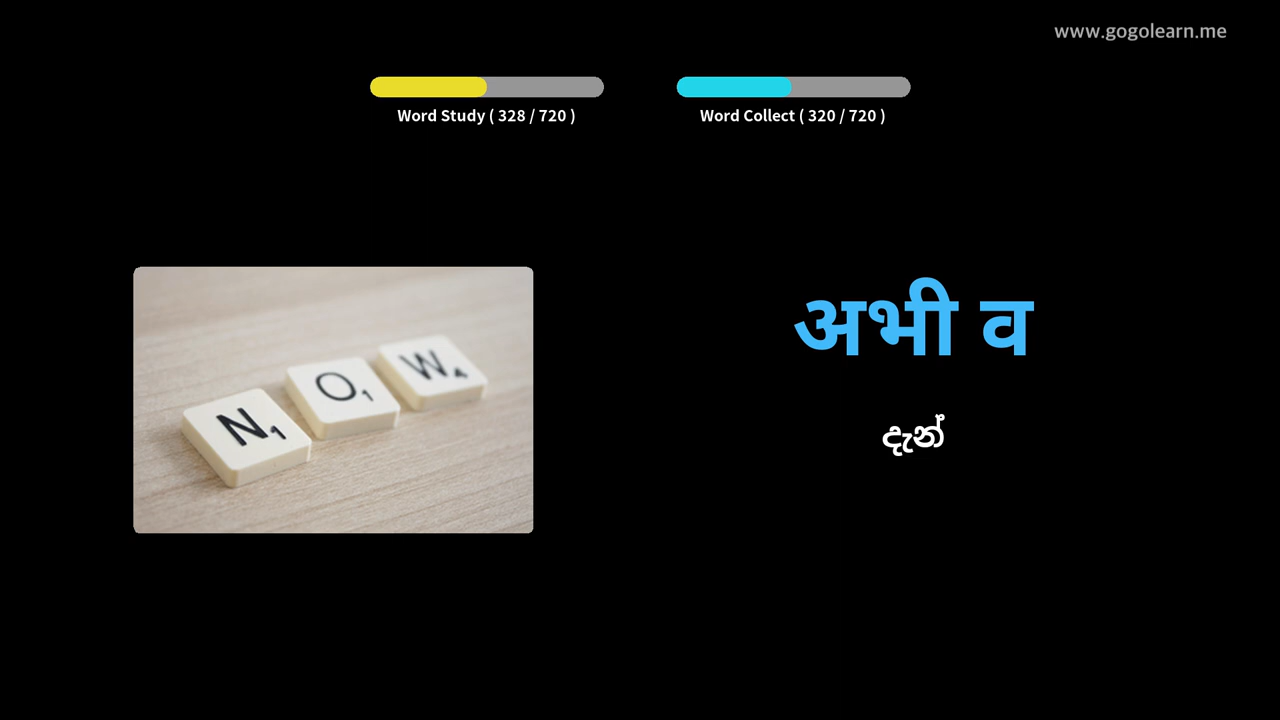 www.gogolearn.me
Word Study ( 328 / 720 )
Word Collect ( 320 / 720 )
N1 O1 W4
अभी व
දැන්